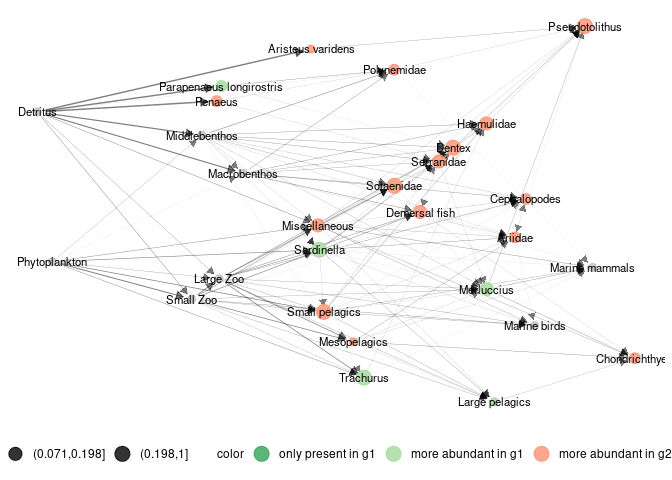 Pseudotolithus
Aristeus varidens
Polynemidae
Parapenaeus longirostris
Penaeus
Detritus
Haemulidae
Middlebenthos
Dentex
Serranidae
Macrobenthos
Sciaenidae
Cephalopodes
Demersal fish
Miscellaneous
Ariidae
Sardinella
Phytoplankton
Marine mammals
Large Zoo
Merluccius
Small Zoo
Small pelagics
Marine birds
Mesopelagics
Chondrichthye
Trachurus
Large pelagics
(0.071,0.198] (0.198,1] color only present in g1 more abundant in g1 more abundant in g2